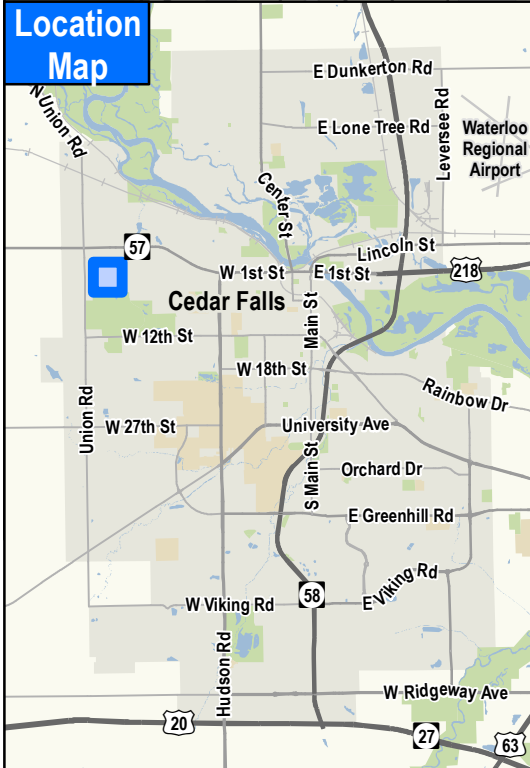 Location
Map
E Dunkerton Rd
N Union Rd
E Lone Tree Rd
Leversee Rd
Waterloo
Regional
Airport
Center St
57
Lincoln St
W 1st St
E 1st St
218
Cedar Falls
Main St
W 12th St
W 18th St
Rainbow Dr
Union Rd
W 27th St
University Ave
S Main St
Orchard Dr
E Greenhill Rd
E Viking Rd
W Viking Rd
58
Hudson Rd
W Ridgeway Ave
20
27
63